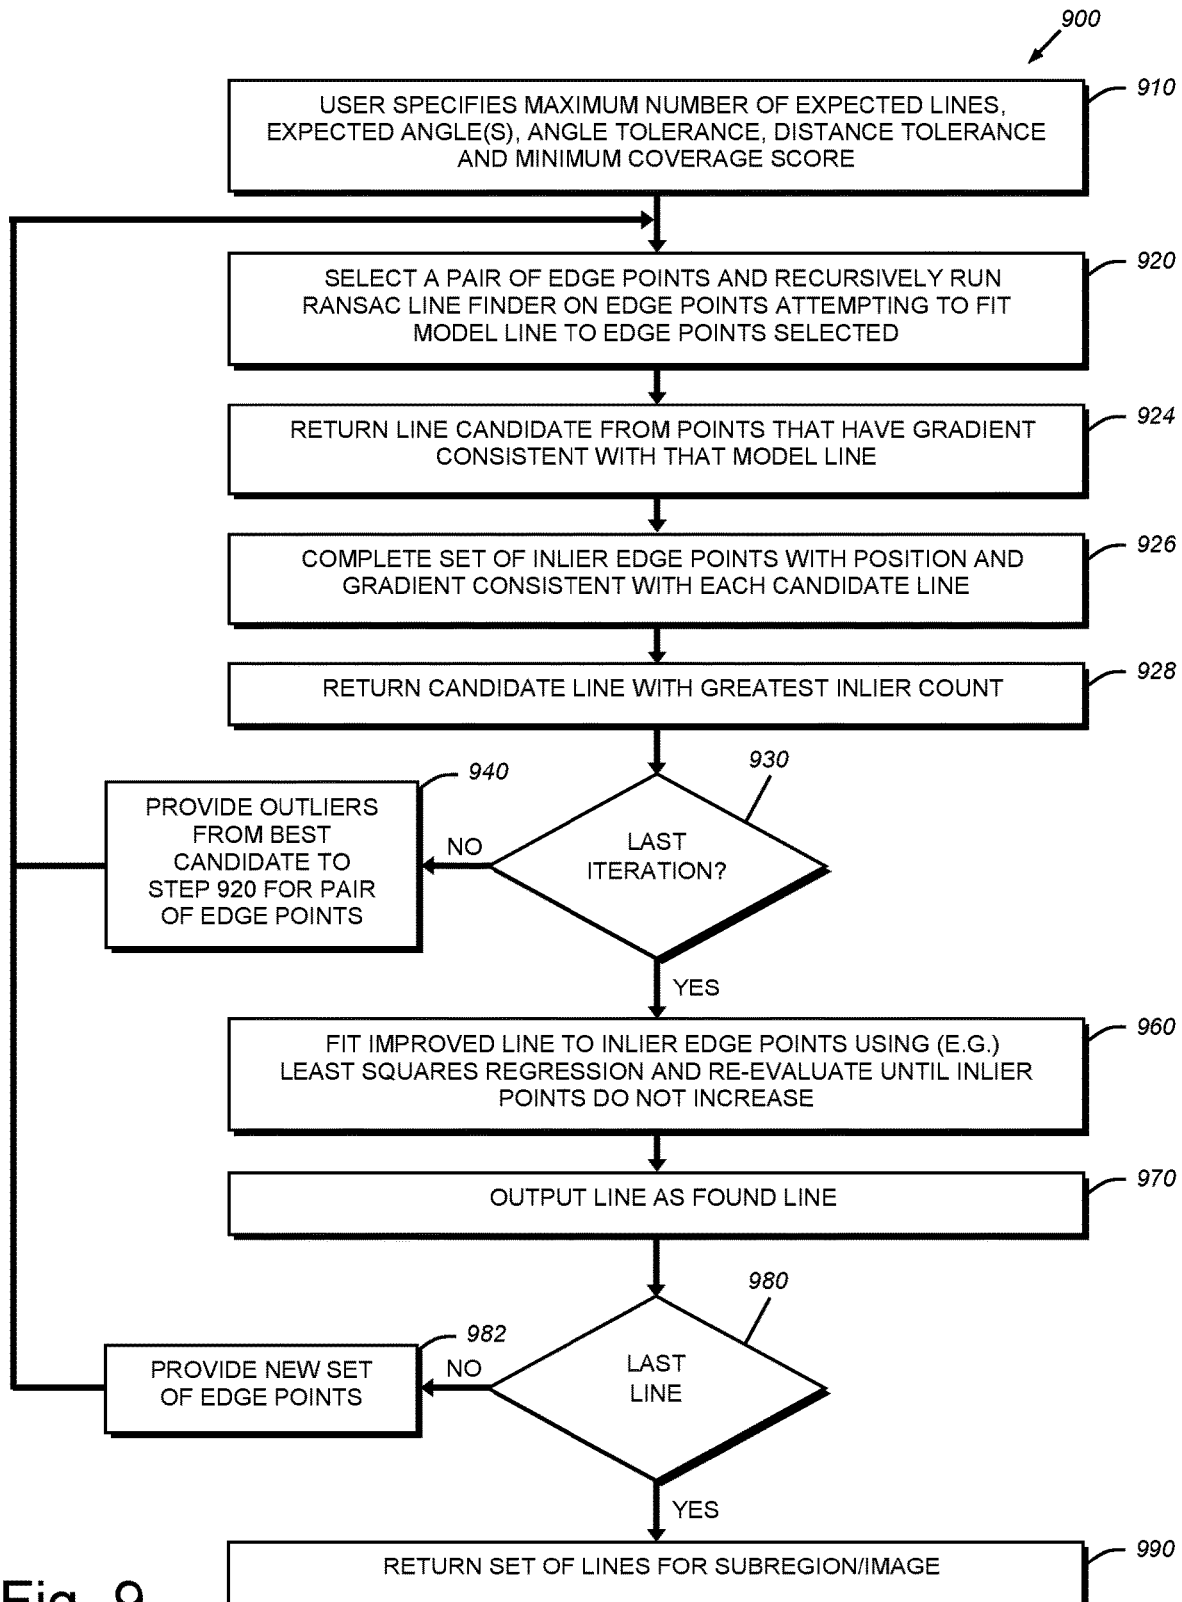 900
910
USER SPECIFIES MAXIMUM NUMBER OF EXPECTED LINES,
EXPECTED ANGLE(S), ANGLE TOLERANCE, DISTANCE TOLERANCE
AND MINIMUM COVERAGE SCORE
920
SELECT A PAIR OF EDGE POINTS AND RECURSIVELY RUN
RANSAC LINE FINDER ON EDGE POINTS ATTEMPTING TO FIT
MODEL LINE TO EDGE POINTS SELECTED
924
RETURN LINE CANDIDATE FROM POINTS THAT HAVE GRADIENT
CONSISTENT WITH THAT MODEL LINE
926
COMPLETE SET OF INLIER EDGE POINTS WITH POSITION AND
GRADIENT CONSISTENT WITH EACH CANDIDATE LINE
928
RETURN CANDIDATE LINE WITH GREATEST INLIER COUNT
930
LAST
ITERATION?
NO
940
PROVIDE OUTLIERS
FROM BEST
CANDIDATE TO
STEP 920 FOR PAIR
OF EDGE POINTS
YES
960
FIT IMPROVED LINE TO INLIER EDGE POINTS USING (E.G.)
LEAST SQUARES REGRESSION AND RE-EVALUATE UNTIL INLIER
POINTS DO NOT INCREASE
970
OUTPUT LINE AS FOUND LINE
980
LAST
LINE
NO
982
PROVIDE NEW SET
OF EDGE POINTS
YES
990
RETURN SET OF LINES FOR SUBREGION/IMAGE
Fig. 9